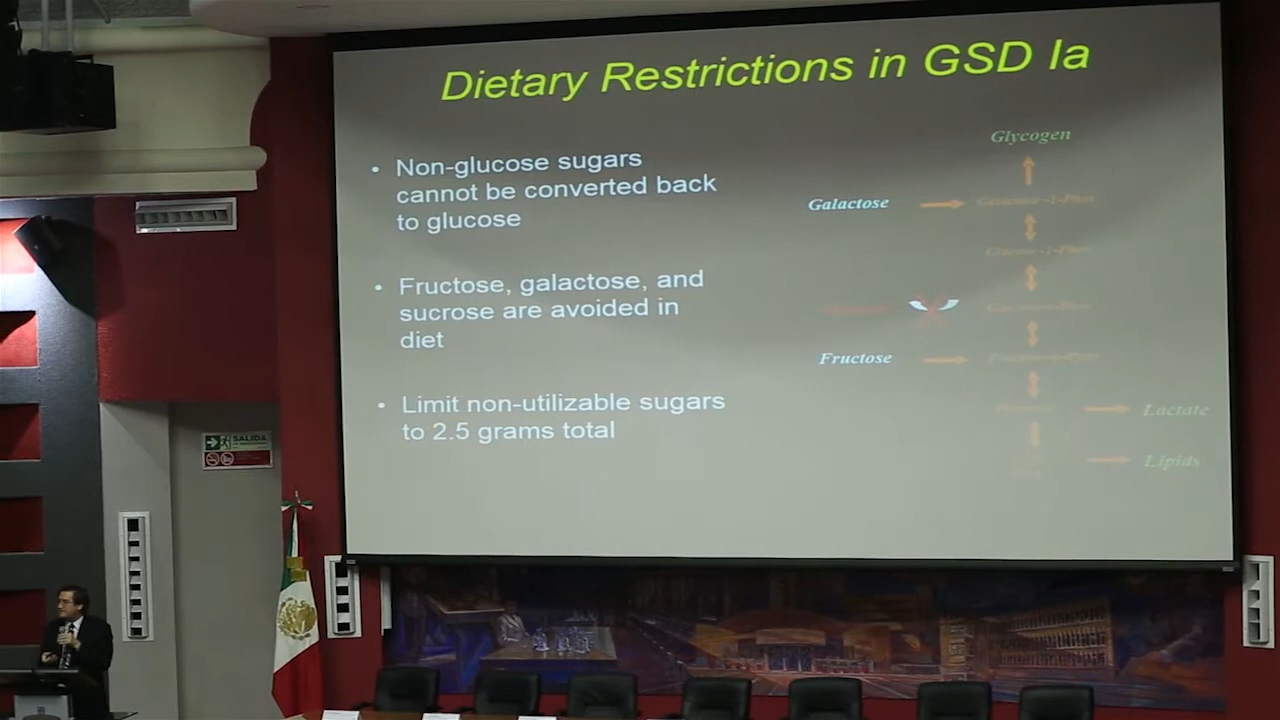 Dietary Restrictions in GSD Ia
• Non-glucose sugars
cannot be converted back
to glucose
• Fructose, galactose, and
sucrose are avoided in
diet
• Limit non-utilizable sugars
to 2.5 grams total
Glycogen
Galactose
Fructose
Lactate
Lipids
SALIDA